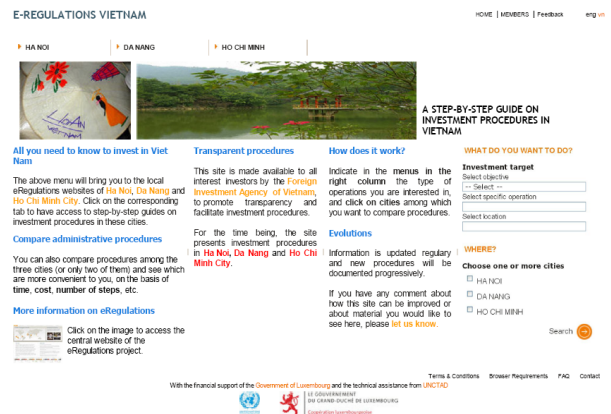 E-REGULATIONS VIETNAM
HOME | MEMBERS | Feedback eng vn
HA NOI
DA NANG
HO CHI MINH
A STEP-BY-STEP GUIDE ON
INVESTMENT PROCEDURES IN
VIETNAM
All you need to know to invest in Viet
Nam
The above menu will bring you to the local
eRegulations websites of Ha Noi, Da Nang and
Ho Chi Minh City. Click on the corresponding
tab to have access to step-by-step guides on
investment procedures in these cities.
Compare administrative procedures
You can also compare procedures among the
three cities (or only two of them) and see which
are more convenient to you, on the basis of
time, cost, number of steps, etc.
More information on eRegulations
Click on the image to access the
central website of the
eRegulations project.
Transparent procedures
This site is made available to all
interest investors by the Foreign
Investment Agency of Vietnam,
to promote transparency and
facilitate investment procedures.
For the time being, the site
presents investment procedures
in Ha Noi, Da Nang and Ho Chi
Minh City.
How does it work?
Indicate in the menus in the
right column the type of
operations you are interested in,
and click on cities among which
you want to compare procedures.
Evolutions
Information is updated regulary
and new procedures will be
documented progressively.
If you have any comment about
how this site can be improved or
about material you would like to
see here, please let us know.
WHAT DO YOU WANT TO DO?
Investment target
Select objective
-- Select --
Select specific operation
Select location
WHERE?
Choose one or more cities
HA NOI
DA NANG
HO CHI MINH
Search
Terms & Conditions Browser Requirements FAQ Contact
With the financial support of the Government of Luxembourg and the technical assistance from UNCTAD
LE GOUVERNEMENT
DU GRAND-DUCHÉ DE LUXEMBOURG
Coopération luxembourgeoise